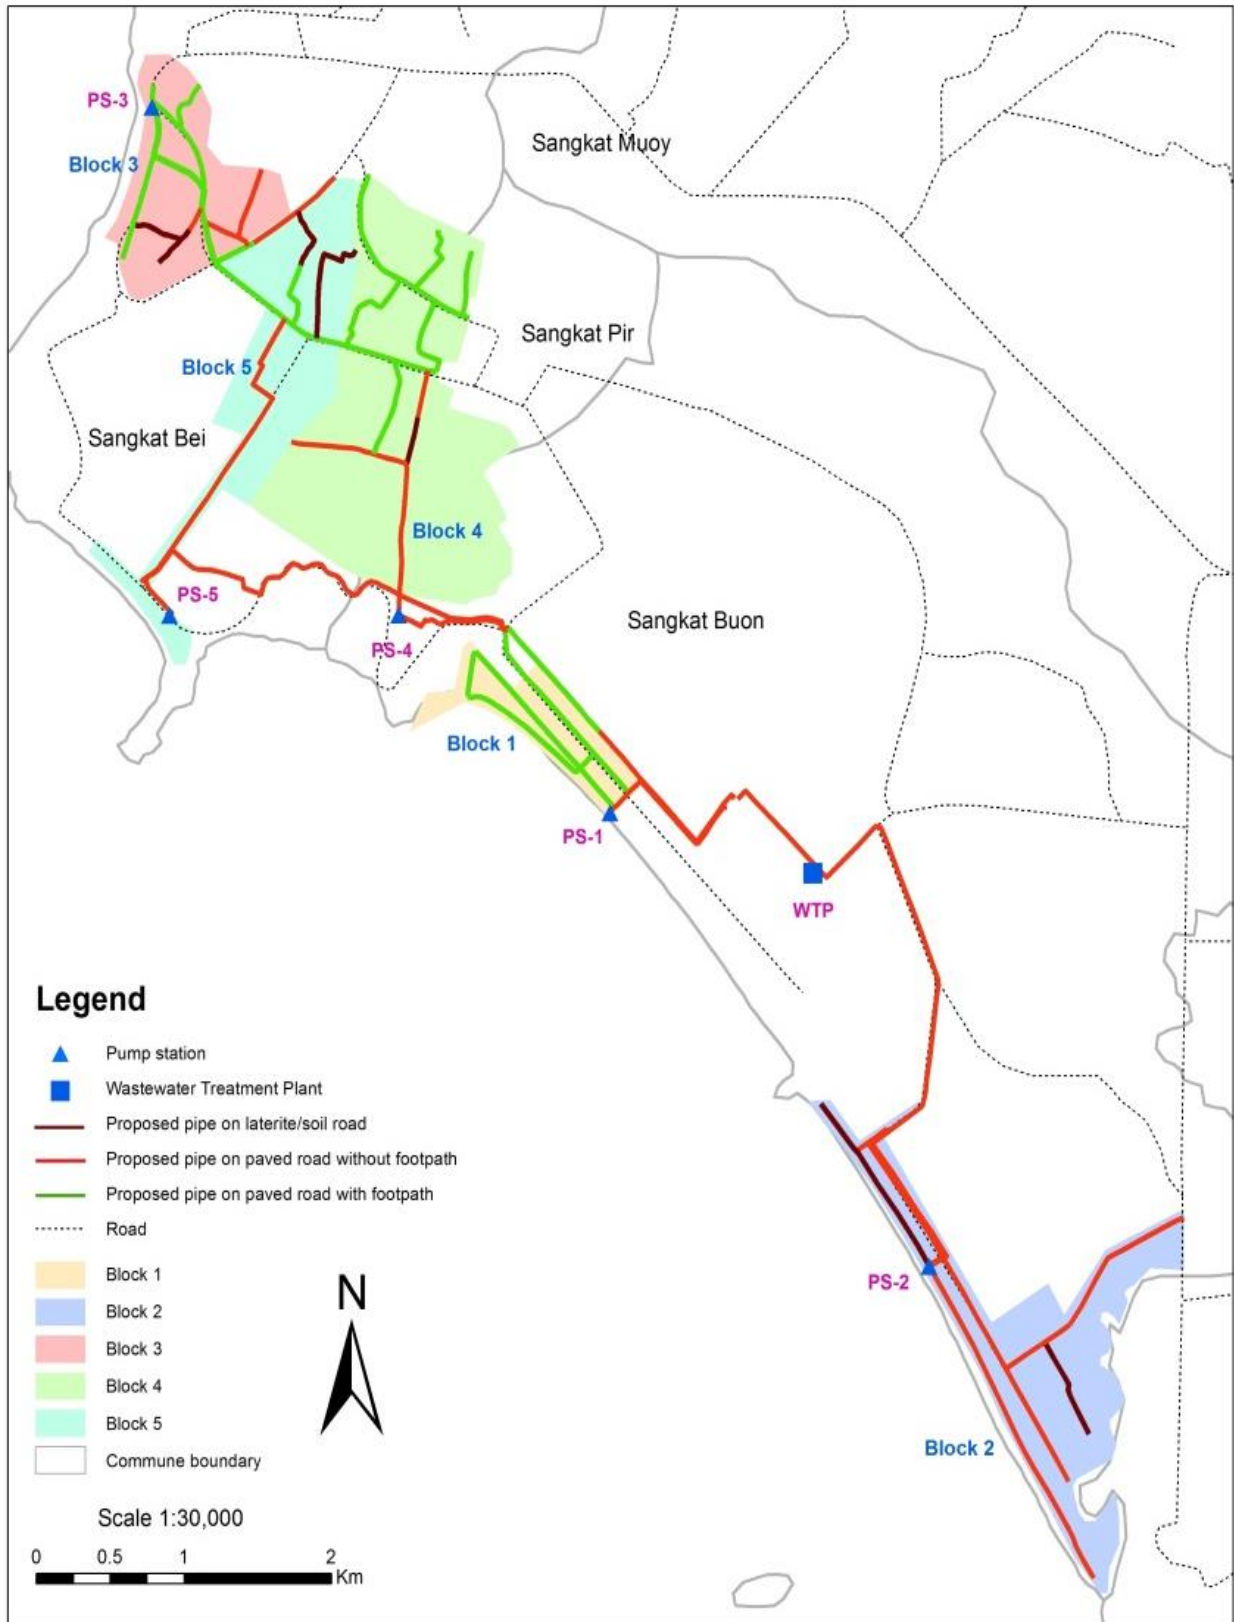 PS-3
Sangkat Muoy
Block 3
Sangkat Pir
Block 5
Sangkat Bei
Block 4
PS-5
Sangkat Buon
PS-4
Block 1
PS-1
WTP
Legend
Pump station
Wastewater Treatment Plant
Proposed pipe on laterite/soil road
Proposed pipe on paved road without footpath
Proposed pipe on paved road with footpath
Road
Block 1
Block 2
Block 3
Block 4
Block 5
Commune boundary
N
PS-2
Block 2
Scale 1:30,000
0 0.5 1 2
Km